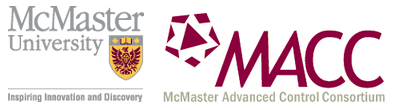 McMaster
University
Inspiring Innovation and Discovery
MACC
McMaster Advanced Control Consortium